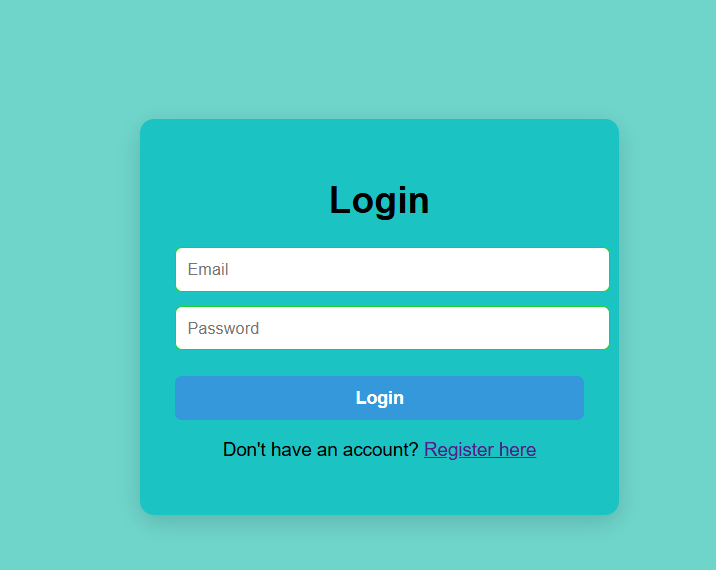 Login
Email
Password
Login
Don't have an account? Register here